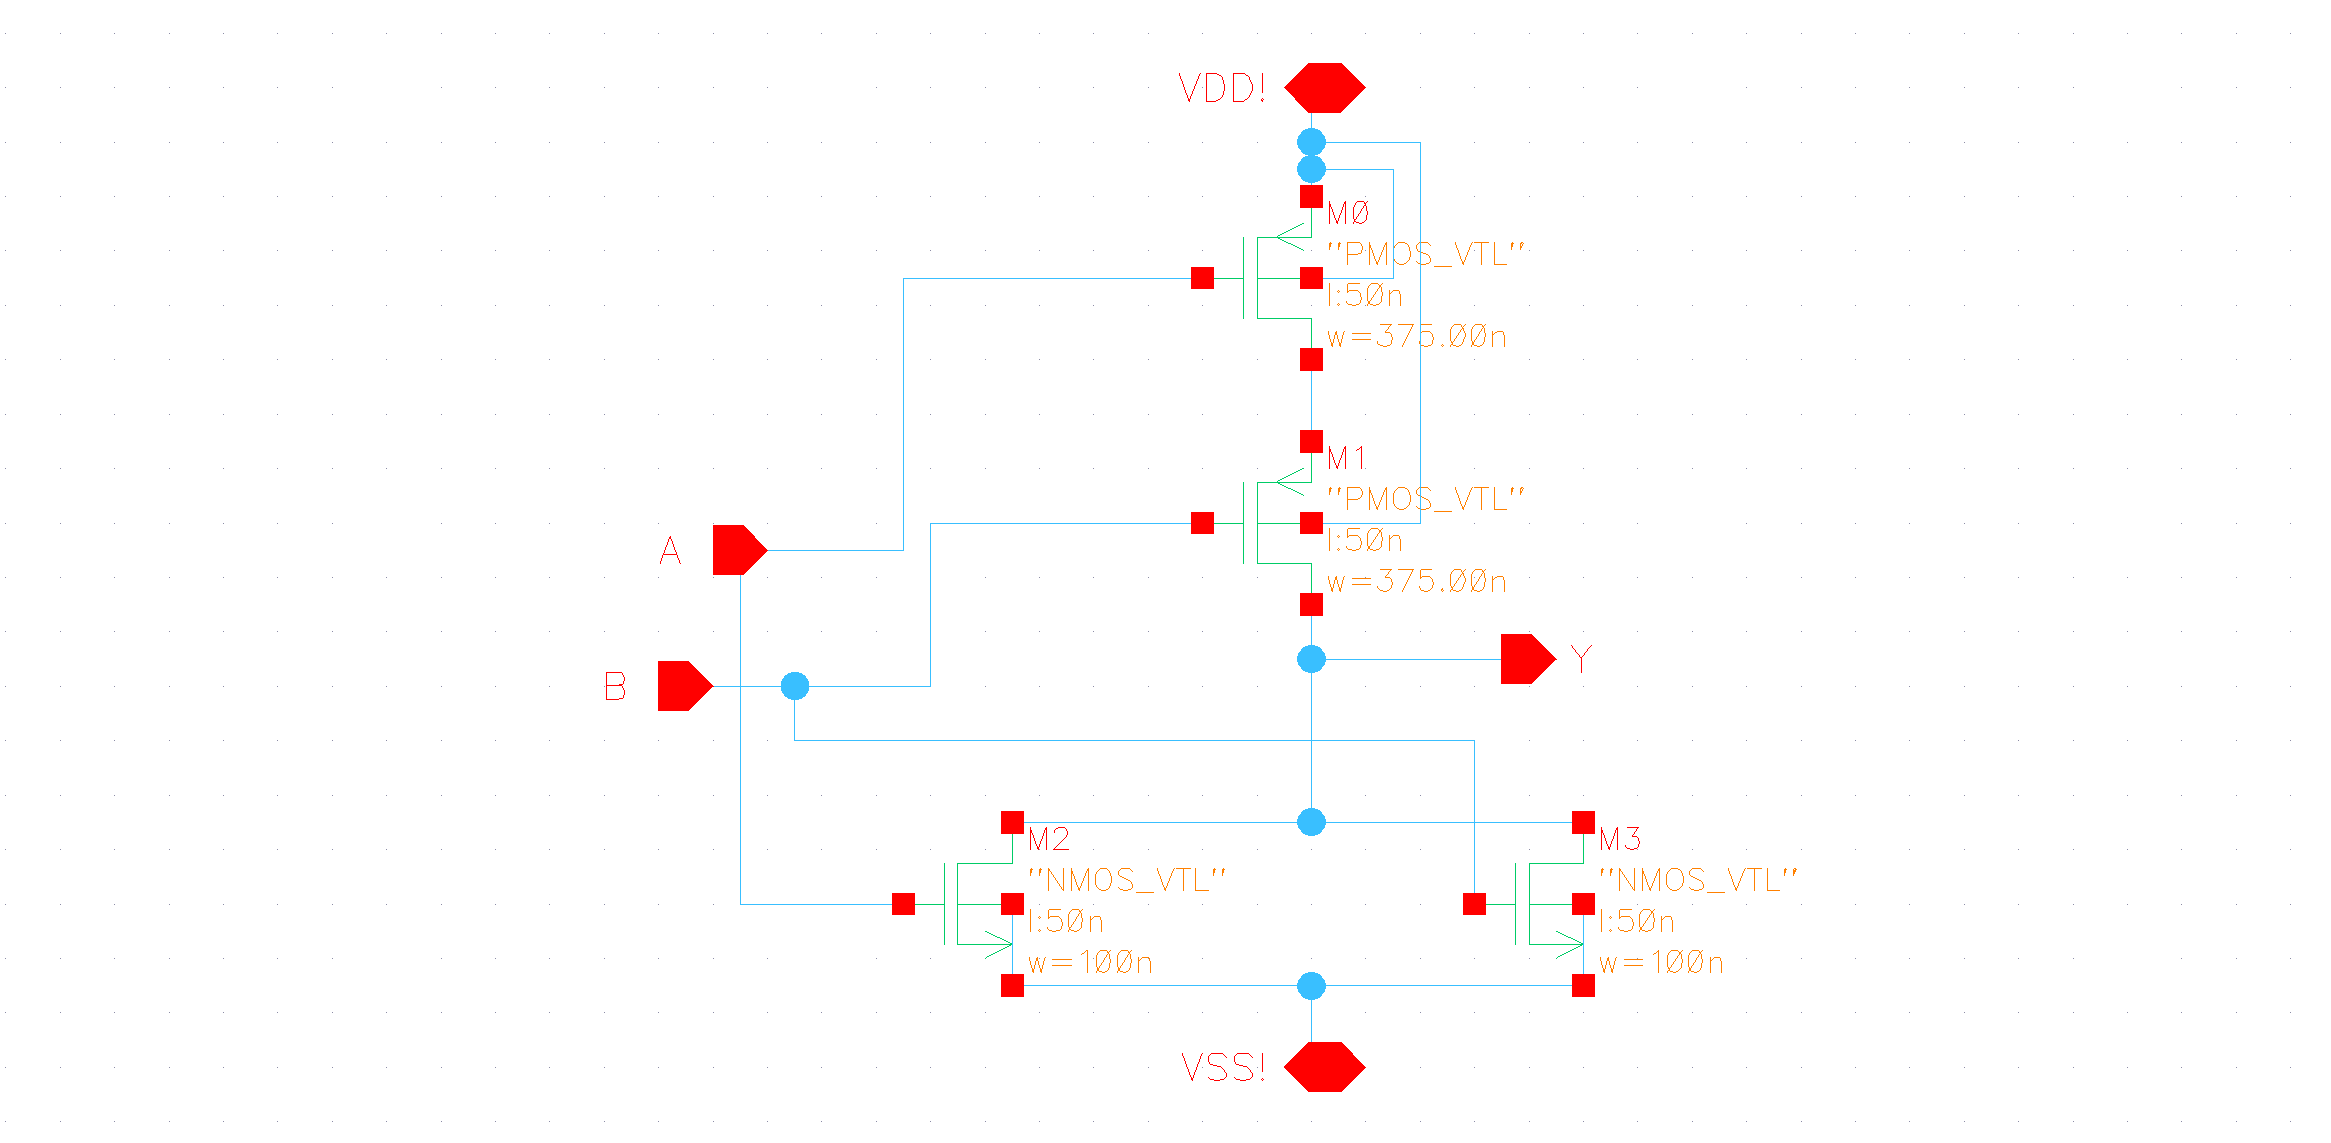 VDD!
MØ
"PMOS_VTL"
l:5Øn
w=375.ØØn
M1
"PMOS_VTL"
l:5Øn
w=375.ØØn
A
B
Y
M2
"NMOS_VTL"
l:5Øn
w=1ØØn
M3
"NMOS_VTL"
l:5Øn
w=1ØØn
VSS!